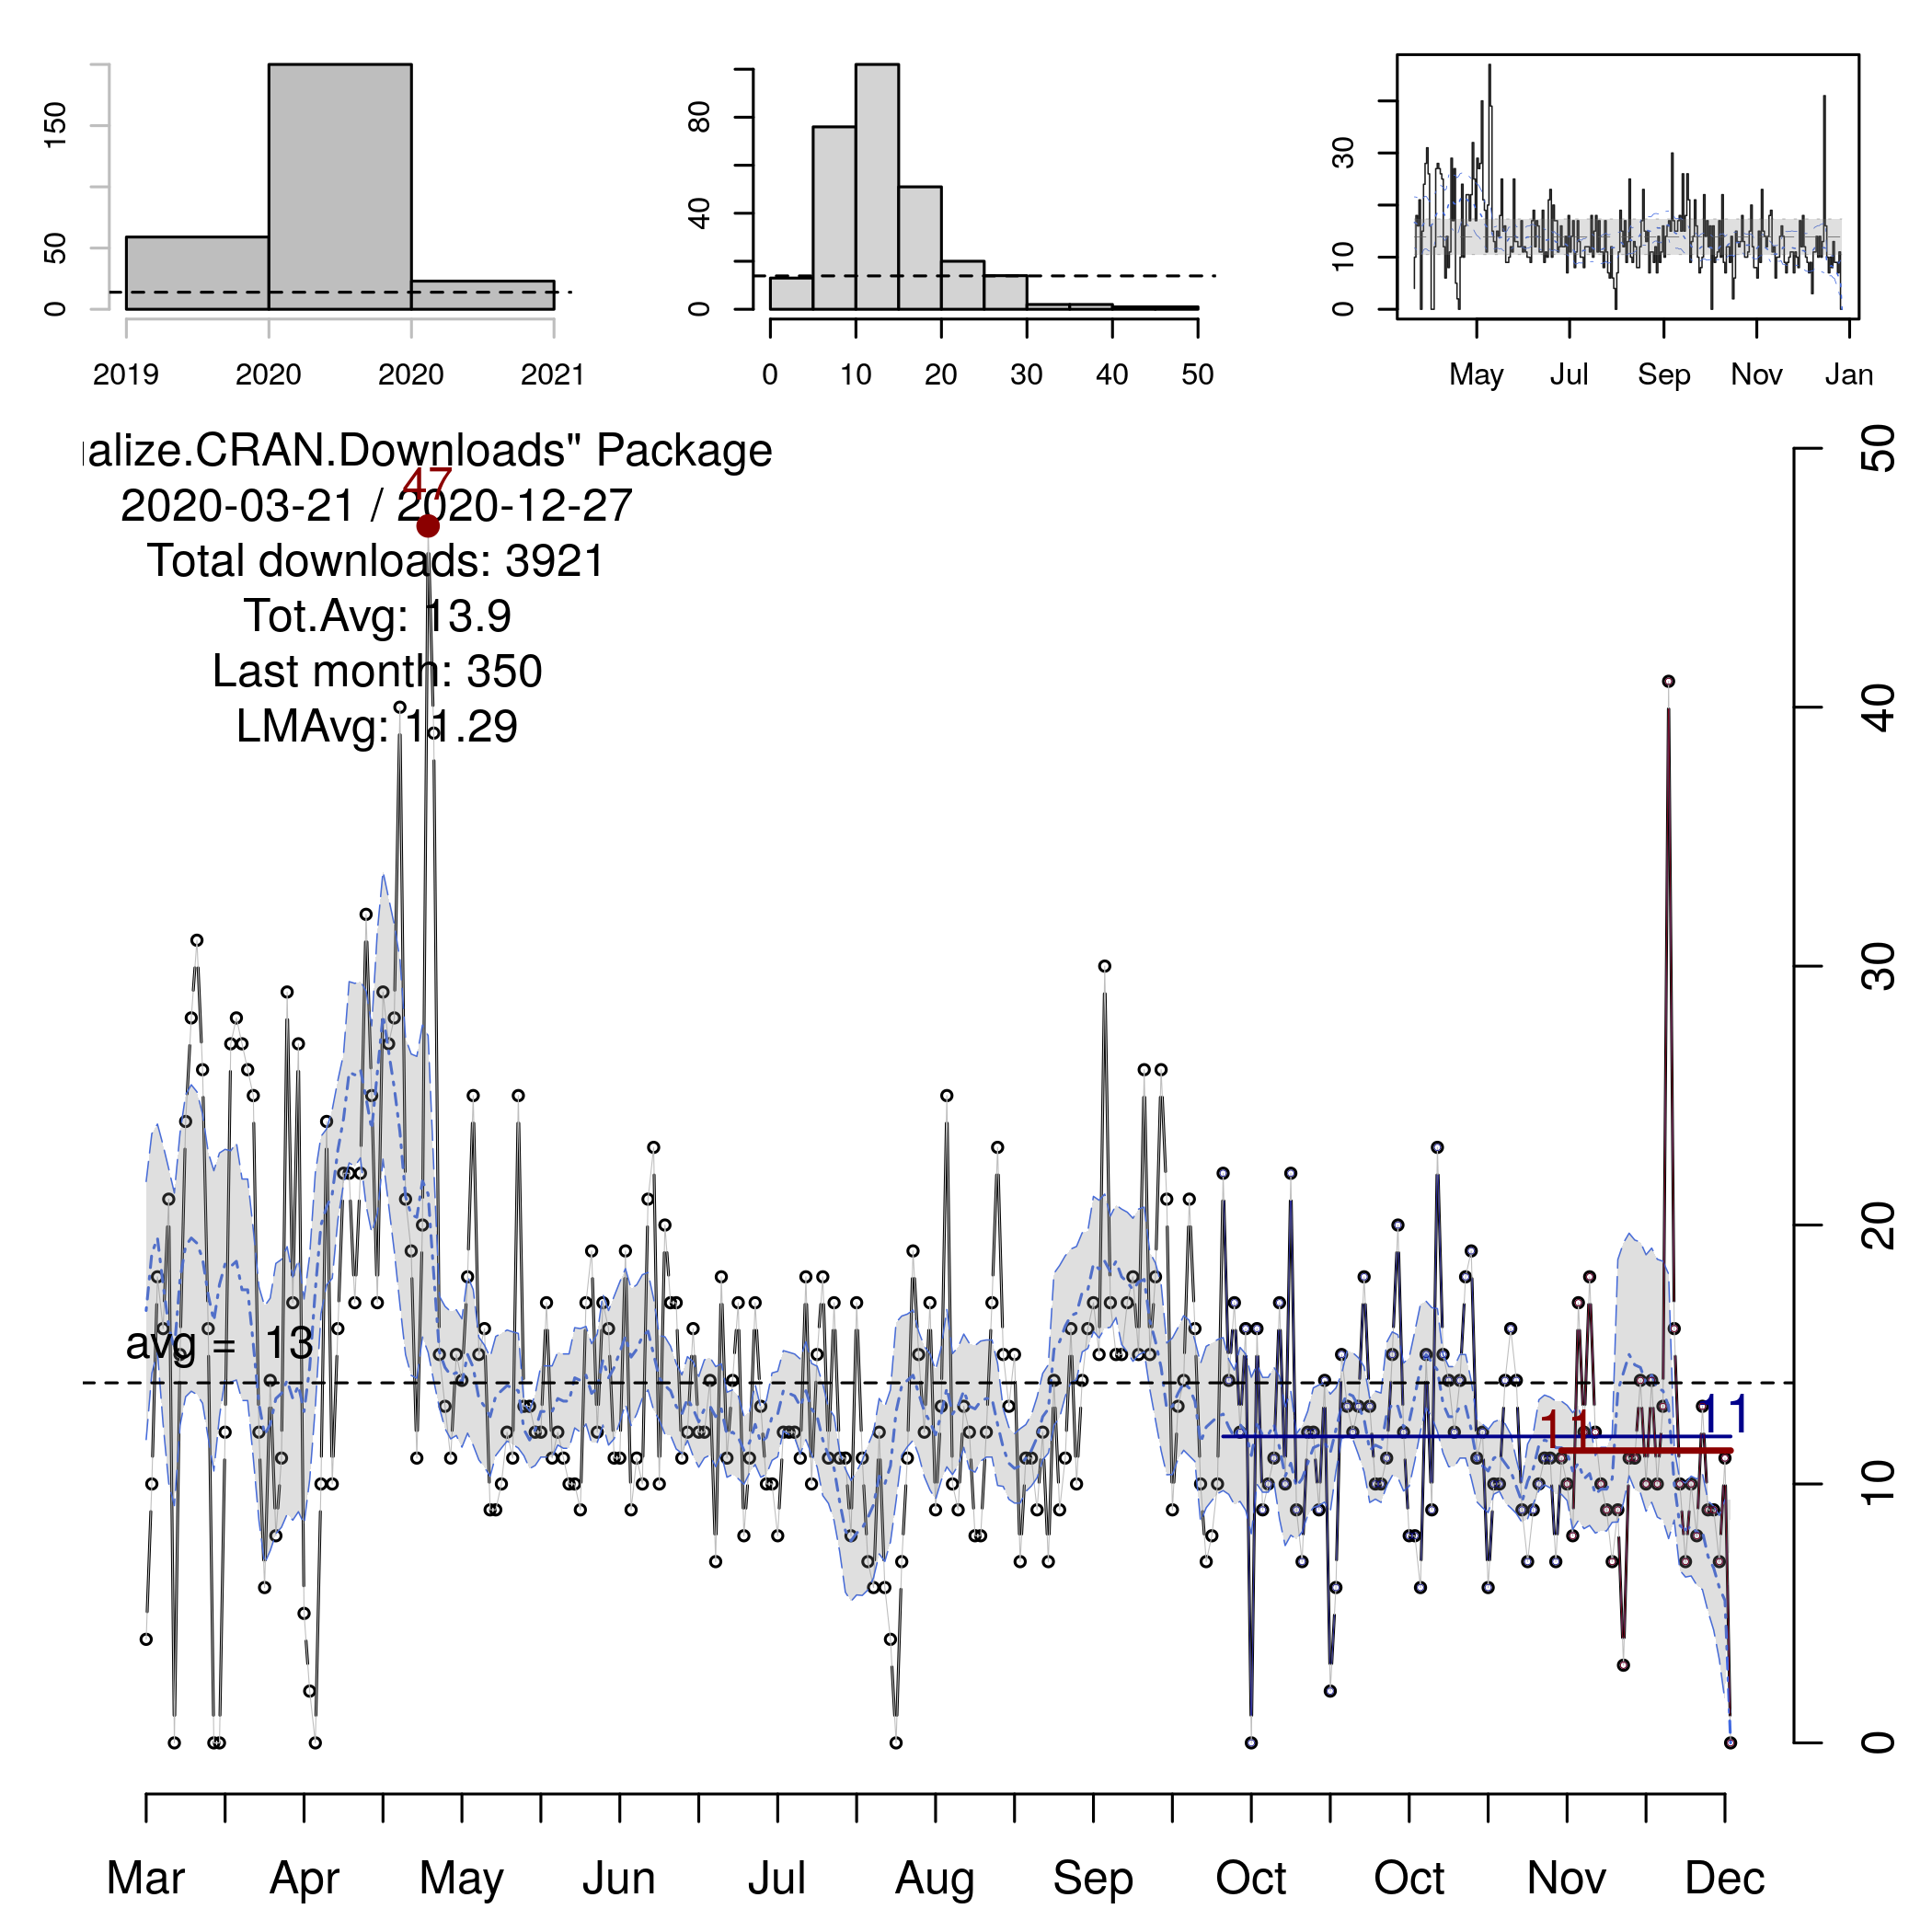 150
50
0
2019 2020 2020 2021
80
40
0
0 10 20 30 40 50
30
10
0
May Jul Sep Nov Jan
alize.CRAN.Downloads" Package
47
2020-03-21 / 2020-12-27
Total downloads: 3921
Tot.Avg: 13.9
Last month: 350
LMAvg: 11.29
avg = 13
11
11
50
40
30
20
10
0
Mar Apr May Jun Jul Aug Sep Oct Oct Nov Dec